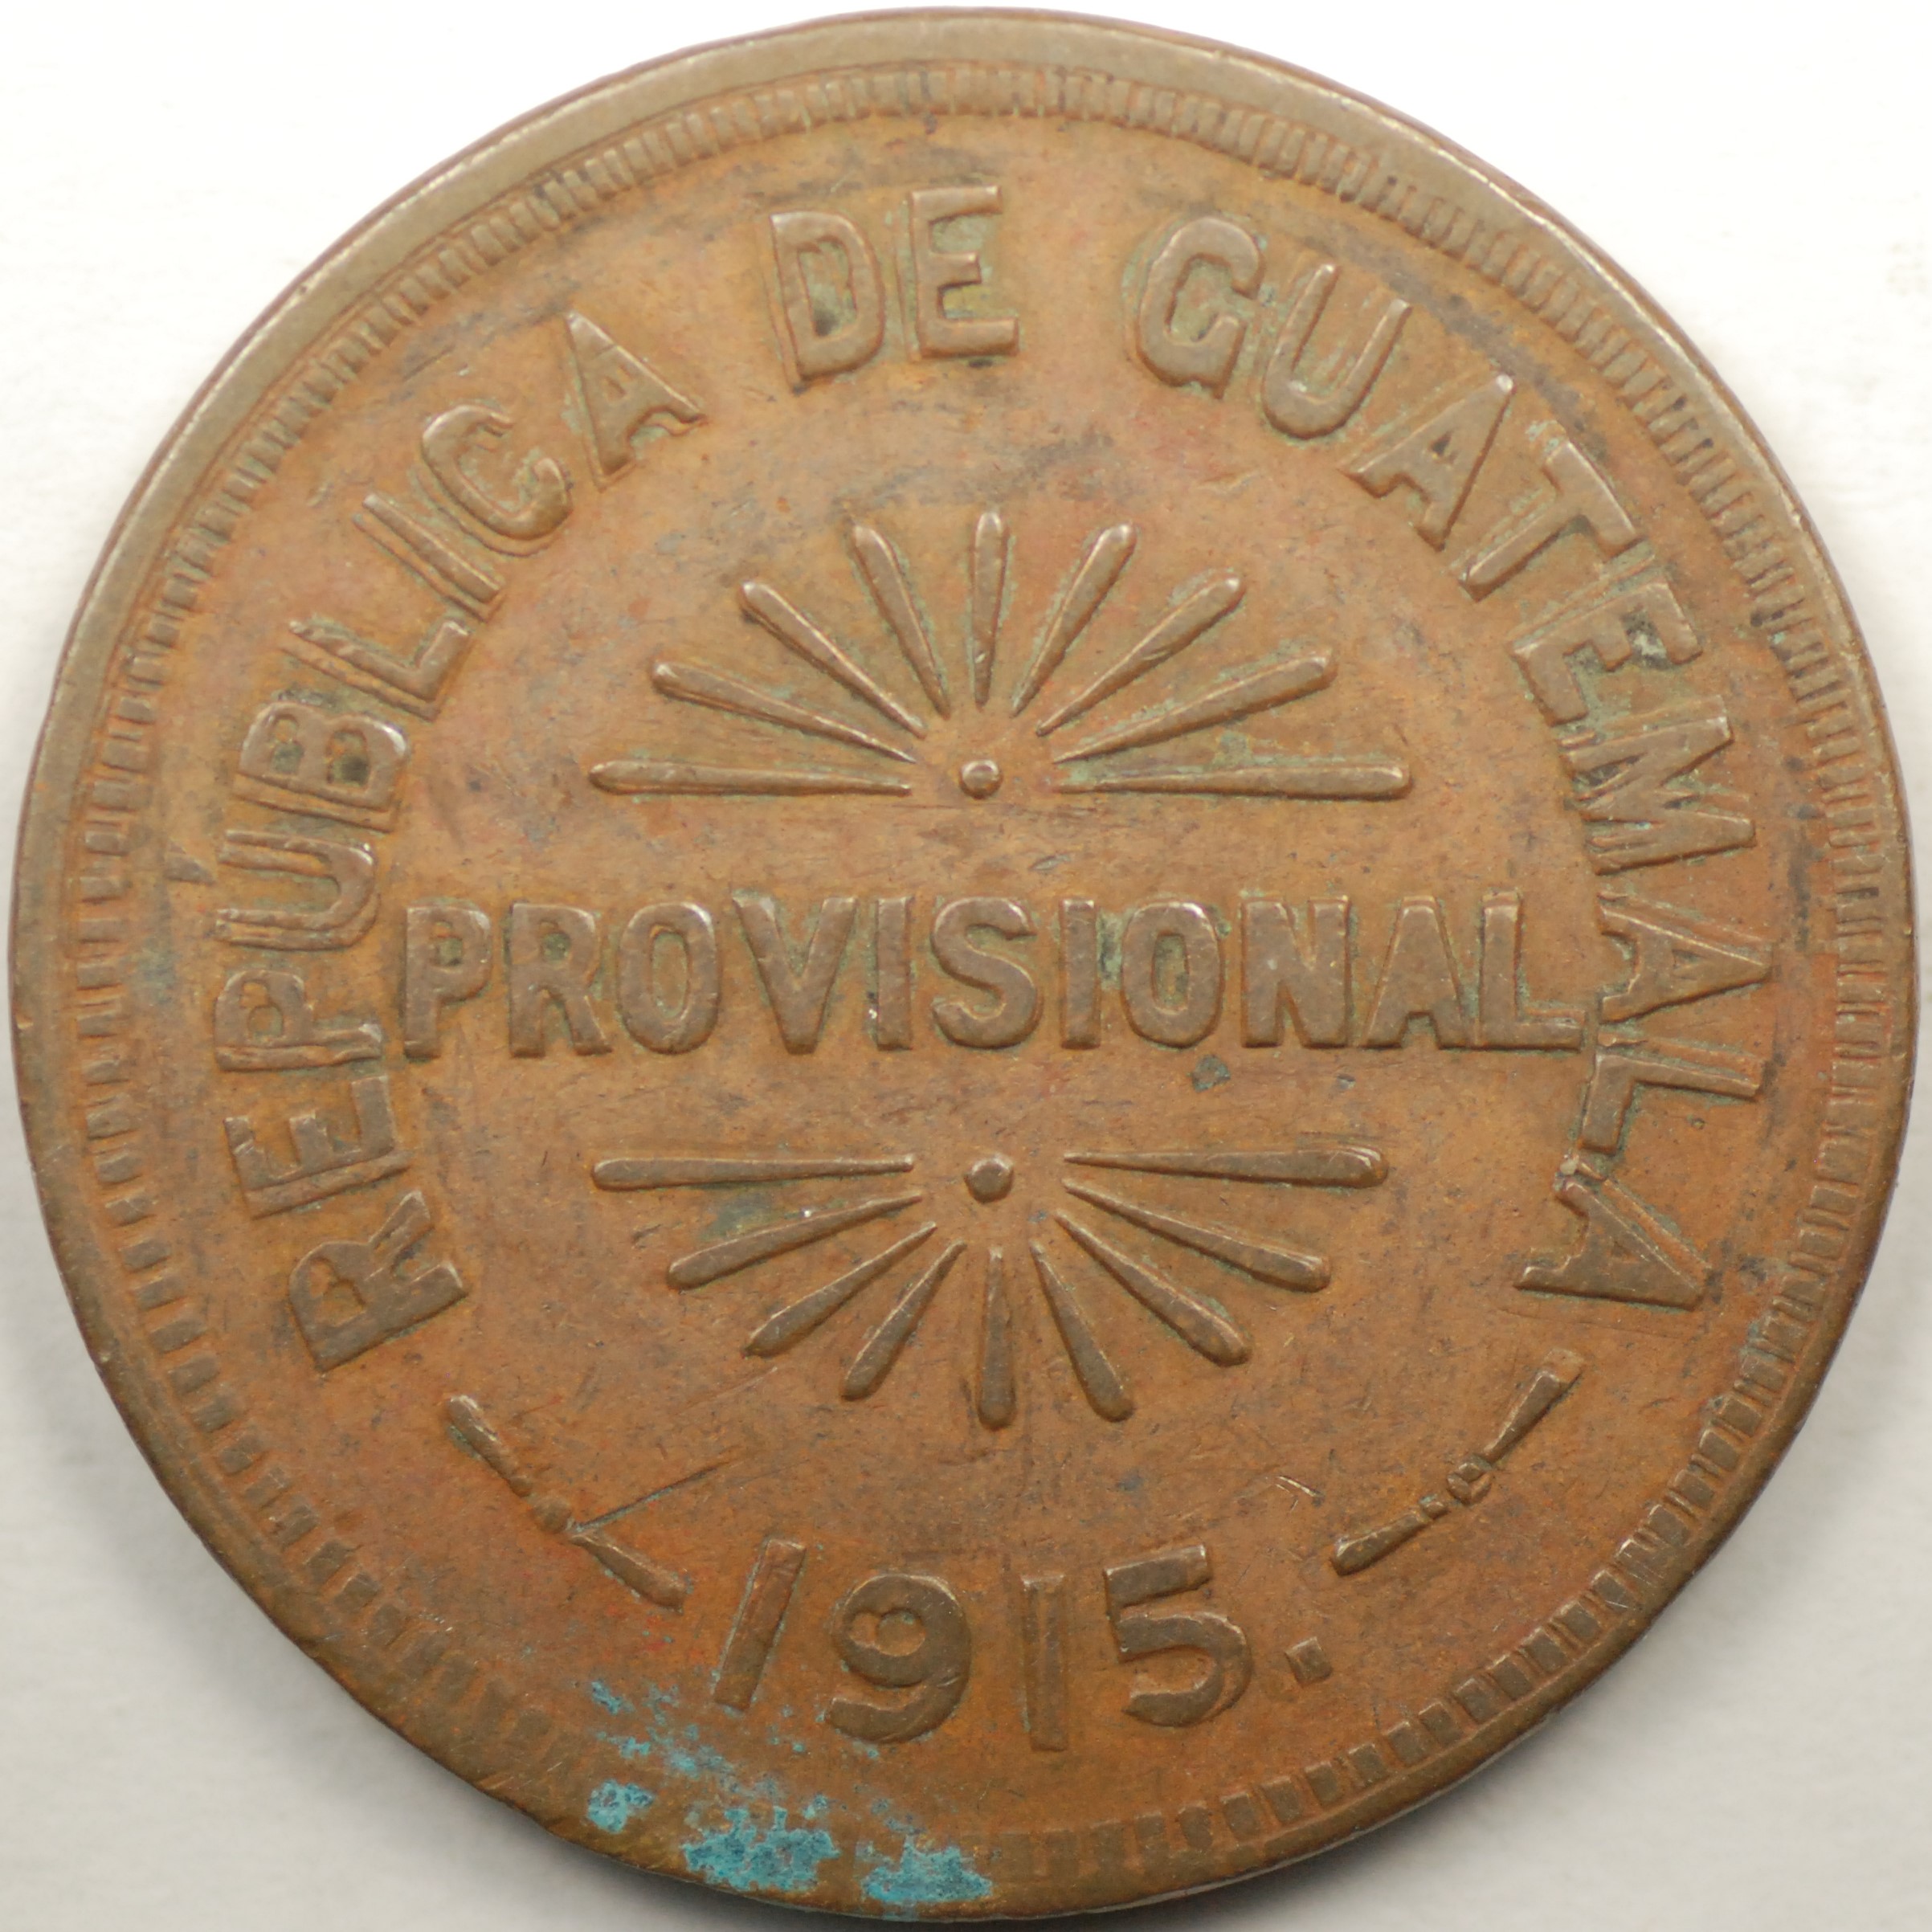 REPUBLICA DE GUATEMALA
PROVISIONAL
1915.